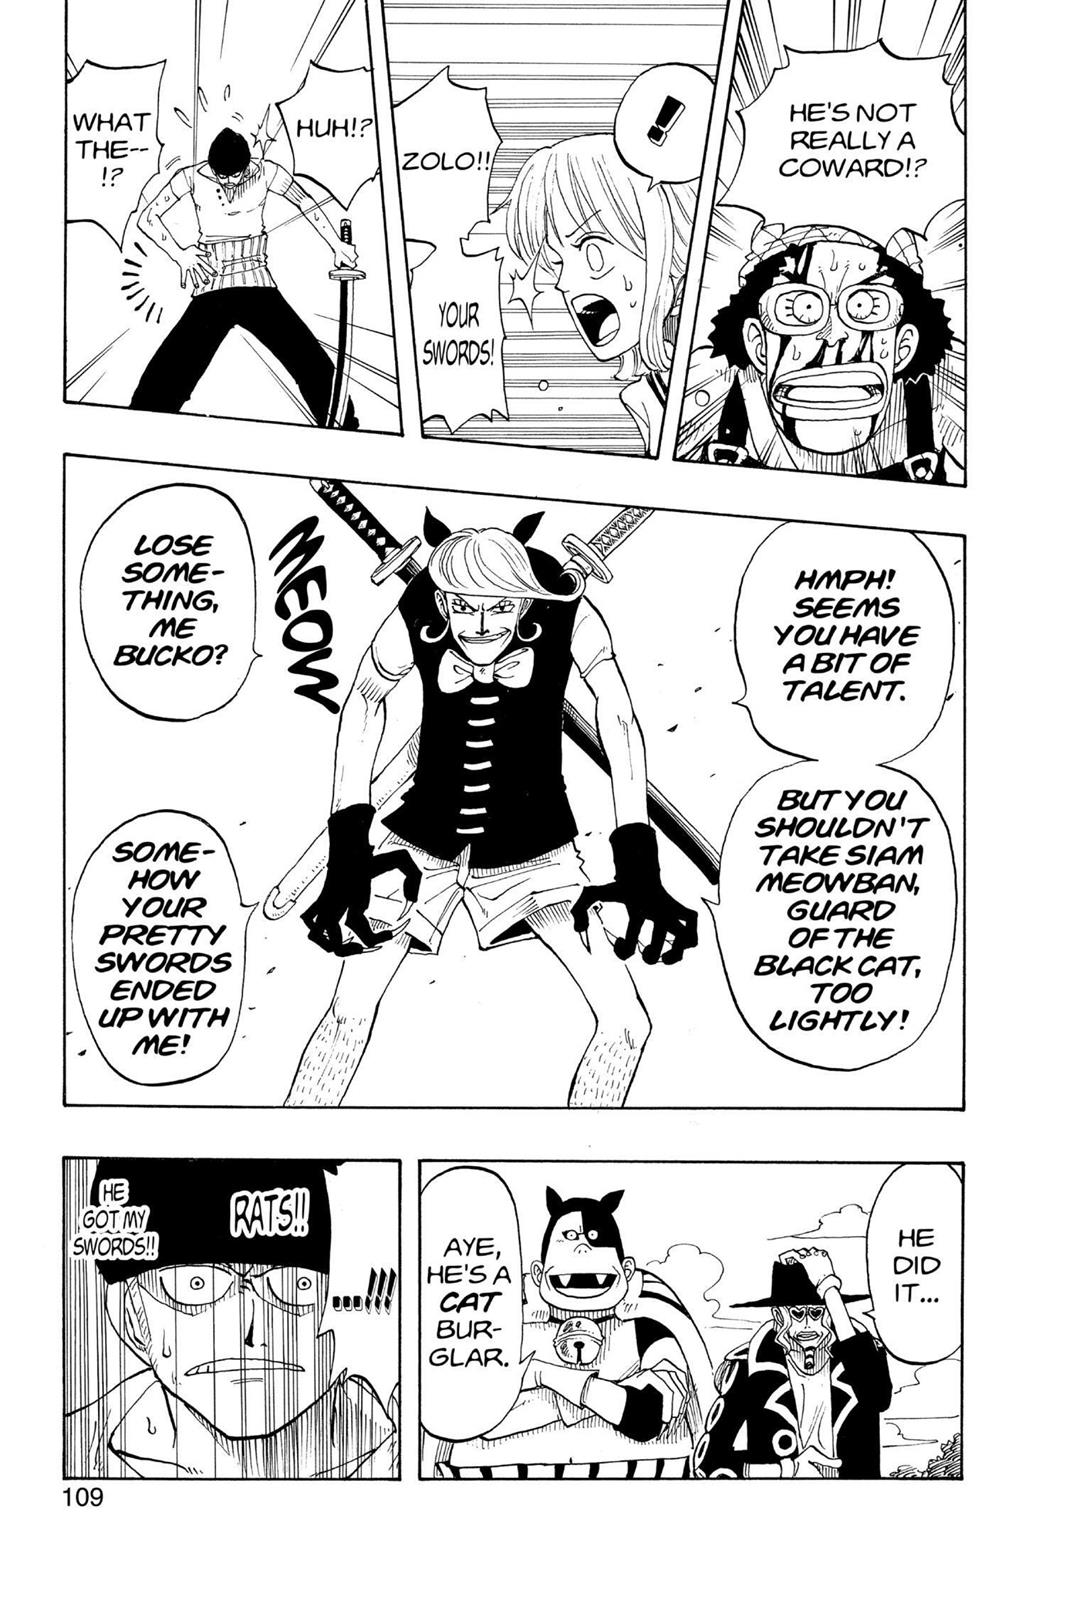 HE'S NOT
REALLY A
COWARD!?
!
ZOLO!!
YOUR
SWORDS!
HUH!?
WHAT
THE--
!?
HMPH!
SEEMS
YOU HAVE
A BIT OF
TALENT.
BUT YOU
SHOULDN'T
TAKE SIAM
MEOWBAN,
GUARD
OF THE
BLACK CAT,
TOO
LIGHTLY!
MEOW
LOSE
SOME-
THING,
ME
BUCKO?
SOME-
HOW
YOUR
PRETTY
SWORDS
ENDED
UP WITH
ME!
HE
DID
IT...
AYE,
HE'S A
CAT
BUR-
GLAR.
RATS!!
HE
GOT MY
SWORDS!!
....!!!
109